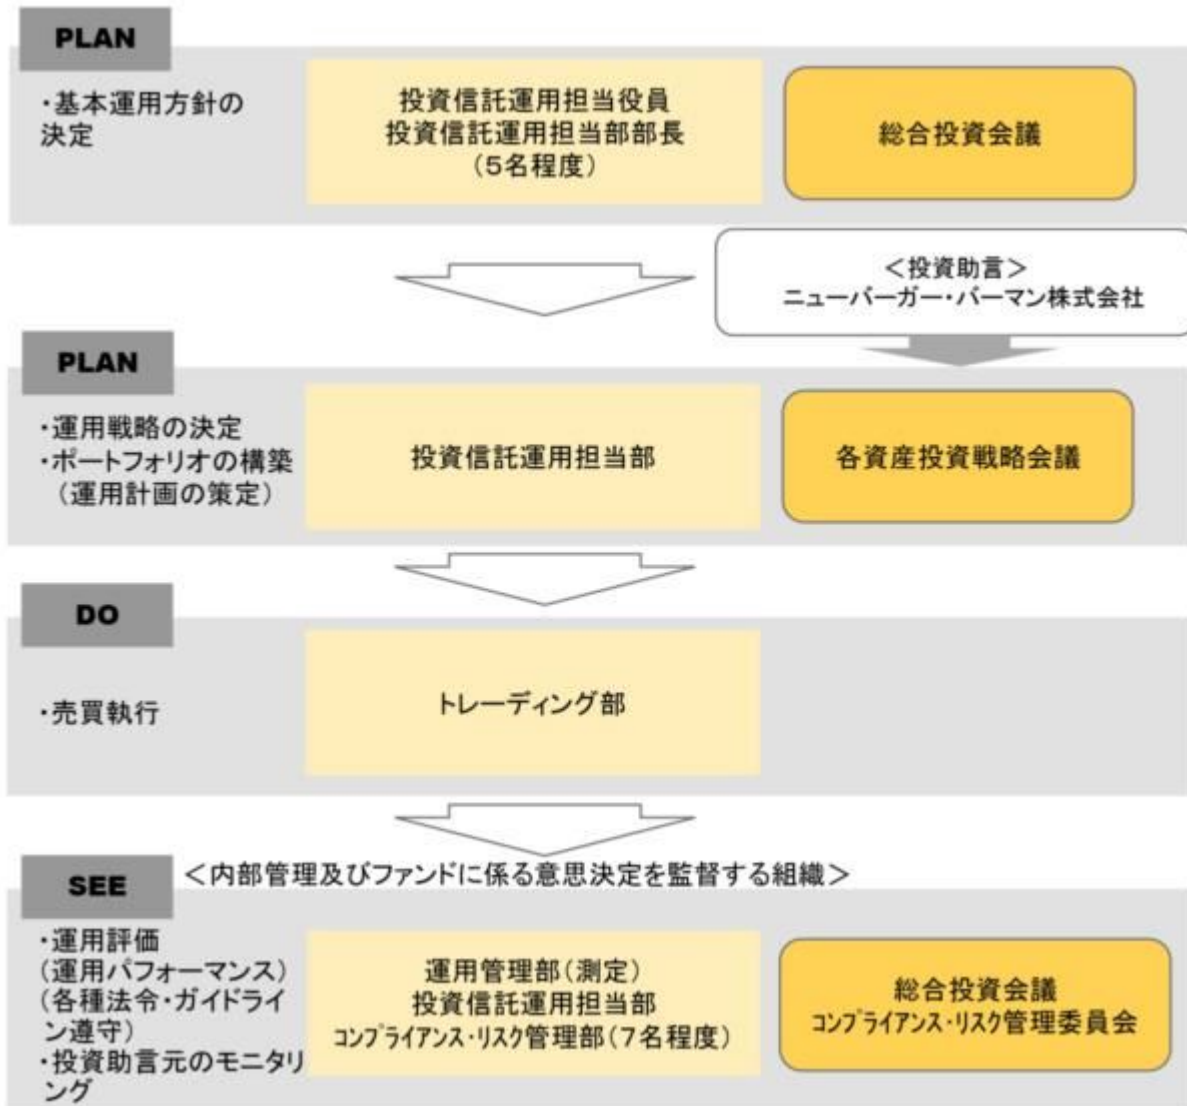 PLAN
・基本運用方針の
決定
投資信託運用担当役員
投資信託運用担当部部長
(5名程度)
総合投資会議
＜投資助言＞
ニューバーガー・バーマン株式会社
PLAN
・運用戦略の決定
・ポートフォリオの構築
(運用計画の策定)
投資信託運用担当部
各資産投資戦略会議
DO
・売買執行
トレーディング部
SEE
＜内部管理及びファンドに係る意思決定を監督する組織＞
・運用評価
(運用パフォーマンス)
(各種法令・ガイドライ
ン遵守)
・投資助言元のモニタリ
ング
運用管理部(測定)
投資信託運用担当部
ｺﾝﾌﾟﾗｲｱﾝｽ・ﾘｽｸ管理部(7名程度)
総合投資会議
ｺﾝﾌﾟﾗｲｱﾝｽ・ﾘｽｸ管理委員会